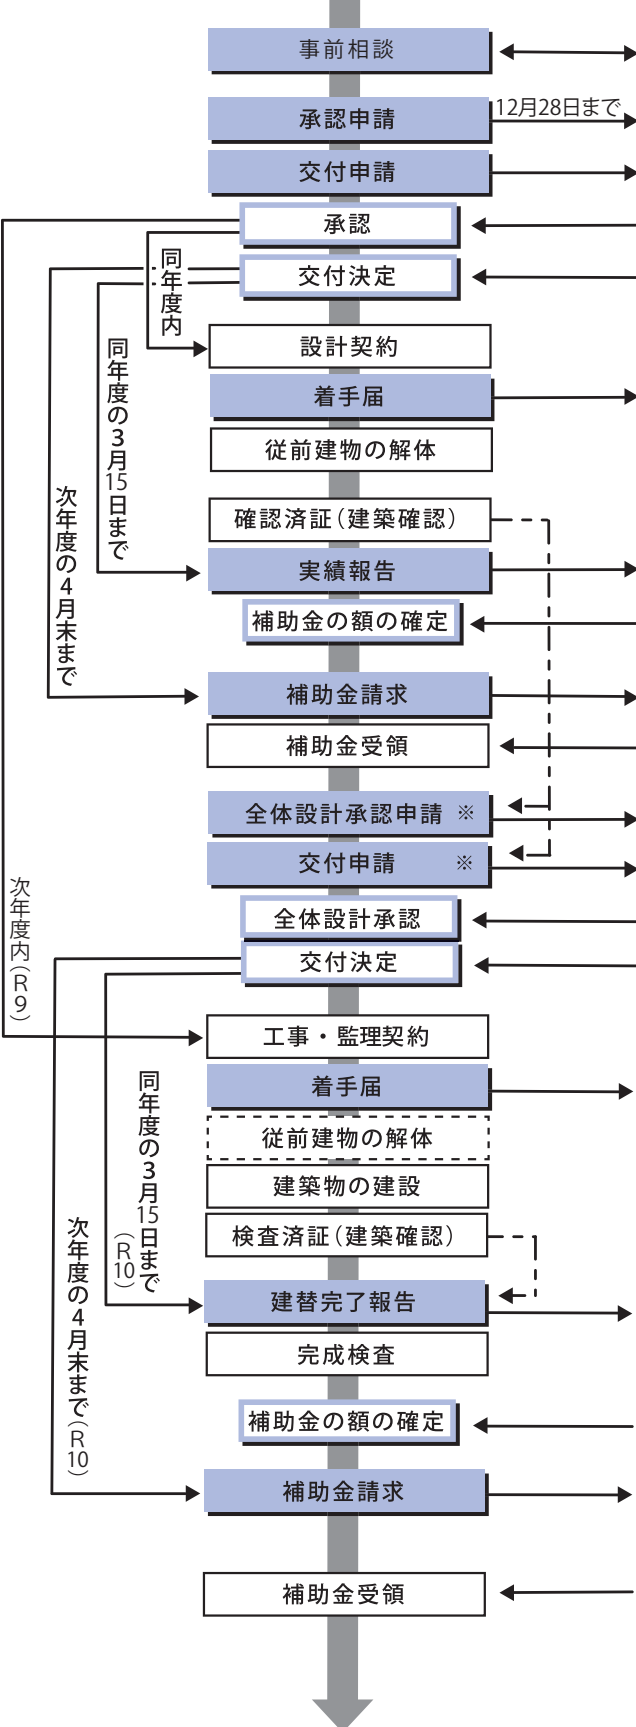 事前相談
承認申請
12月28日まで
交付申請
承認
交付決定
同年度内
設計契約
同年度の3月15日まで
着手届
従前建物の解体
次年度の4月末まで
確認済証（建築確認）
実績報告
補助金の額の確定
補助金請求
補助金受領
全体設計承認申請 ※
交付申請 ※
次年度内（R9）
全体設計承認
交付決定
工事・監理契約
着手届
同年度の3月15日まで
（R10）
従前建物の解体
建築物の建設
次年度の4月末まで（R10）
検査済証（建築確認）
建替完了報告
完成検査
補助金の額の確定
補助金請求
補助金受領